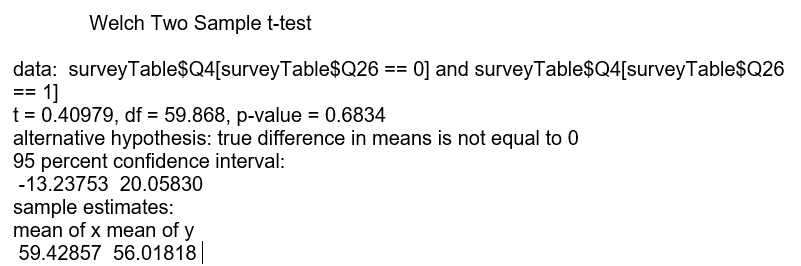 Welch Two Sample t-test
data:  surveyTable$Q4[surveyTable$Q26 == 0] and surveyTable$Q4[surveyTable$Q26
== 1]
t = 0.40979, df = 59.868, p-value = 0.6834
alternative hypothesis: true difference in means is not equal to 0
95 percent confidence interval:
-13.23753  20.05830
sample estimates:
mean of x mean of y
59.42857  56.01818